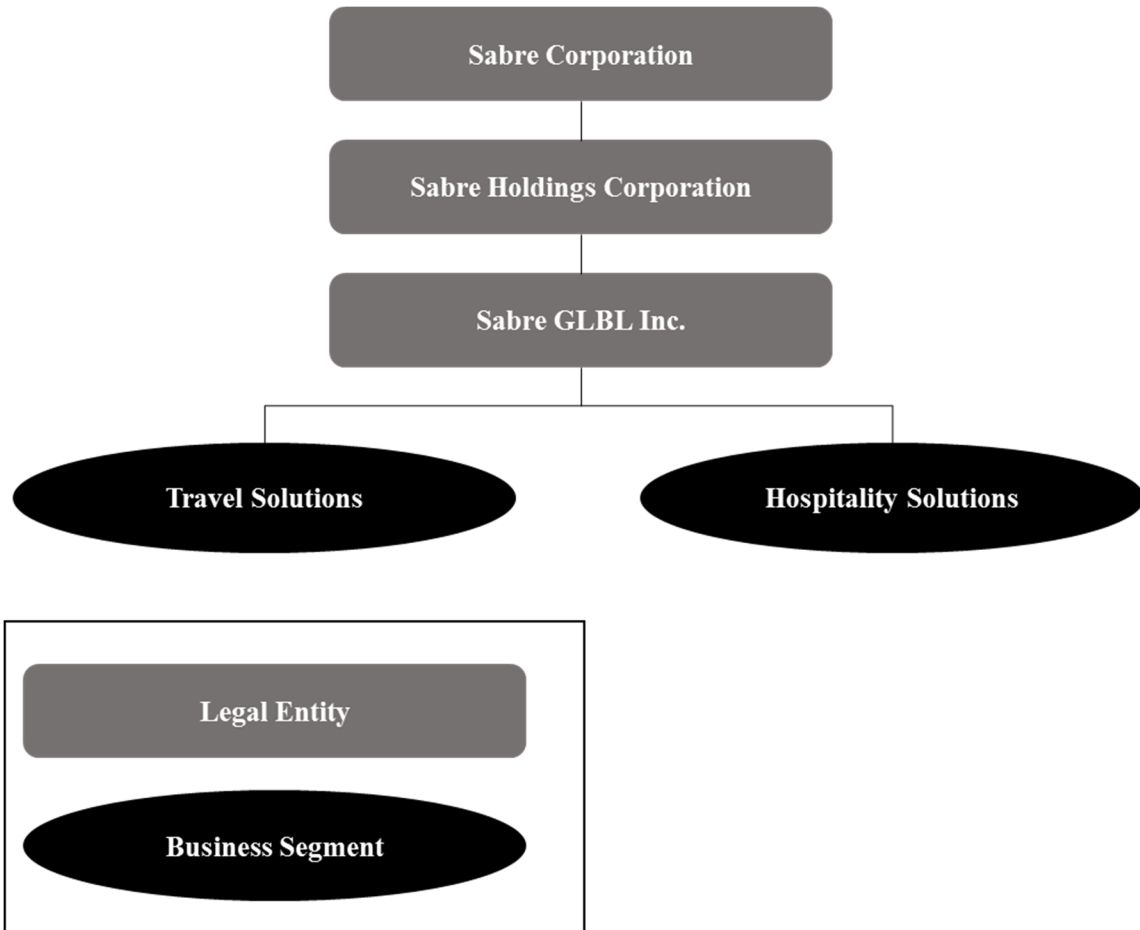 Sabre Corporation
Sabre Holdings Corporation
Sabre GLBL Inc.
Travel Solutions
Hospitality Solutions
Legal Entity
Business Segment